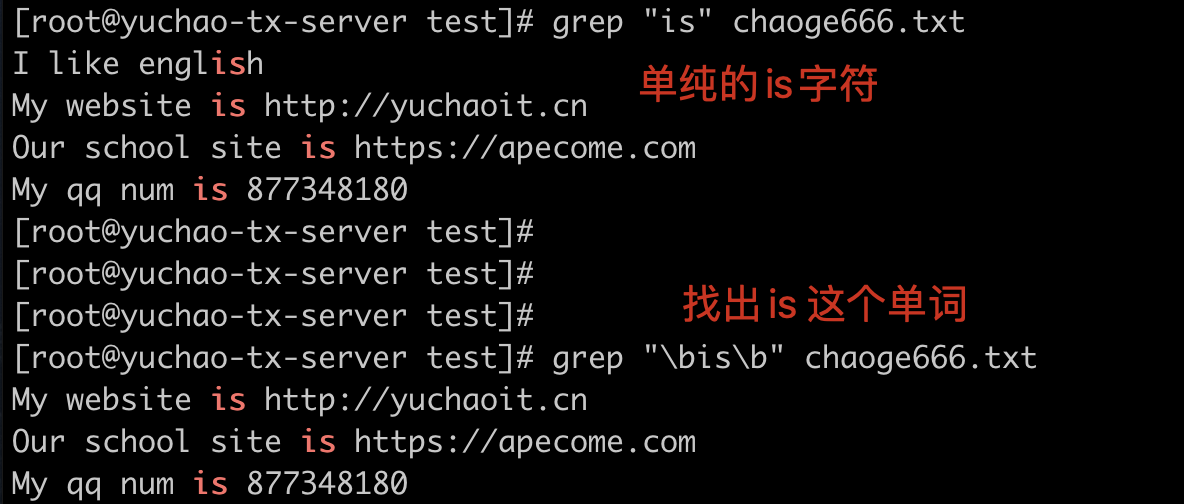 [root@yuchao-tx-server test]# grep "is" chaoge666.txt
I like english
单纯的is字符
My website is http://yuchaoit.cn
Our school site is https://apecome.com
My qq num is 877348180
[root@yuchao-tx-server test]#
[root@yuchao-tx-server test]#
找出is 这个单词
[root@yuchao-tx-server test]#
[root@yuchao-tx-server test]# grep "\bis\b" chaoge666.txt
My website is http://yuchaoit.cn
Our school site is https://apecome.com
My qq num is 877348180